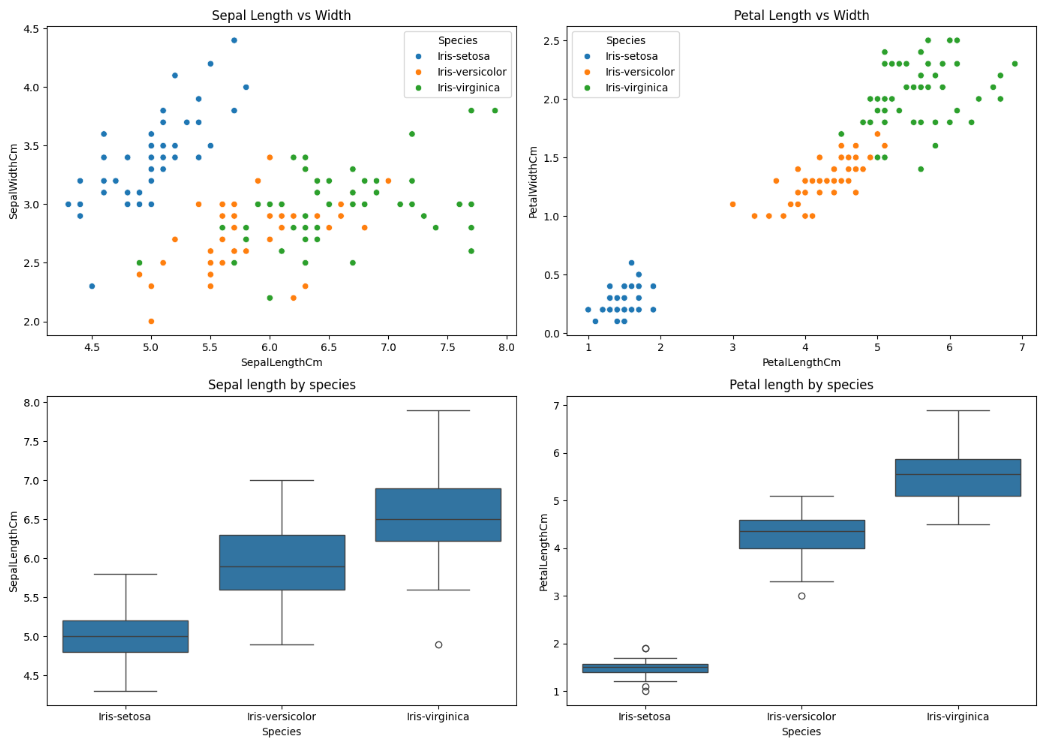 Sepal Length vs Width
4.5
4.0
3.5
3.0
2.5
2.0
SepalWidthCm
Species
Iris-setosa
Iris-versicolor
Iris-virginica
4.5 5.0 5.5 6.0 6.5 7.0 7.5 8.0
SepalLengthCm
Petal Length vs Width
2.5
2.0
1.5
1.0
0.5
0.0
PetalWidthCm
Species
Iris-setosa
Iris-versicolor
Iris-virginica
1 2 3 4 5 6 7
PetalLengthCm
Sepal length by species
8.0
7.5
7.0
6.5
6.0
5.5
5.0
4.5
SepalLengthCm
Iris-setosa Iris-versicolor Iris-virginica
Species
Petal length by species
7
6
5
4
3
2
1
PetalLengthCm
Iris-setosa Iris-versicolor Iris-virginica
Species